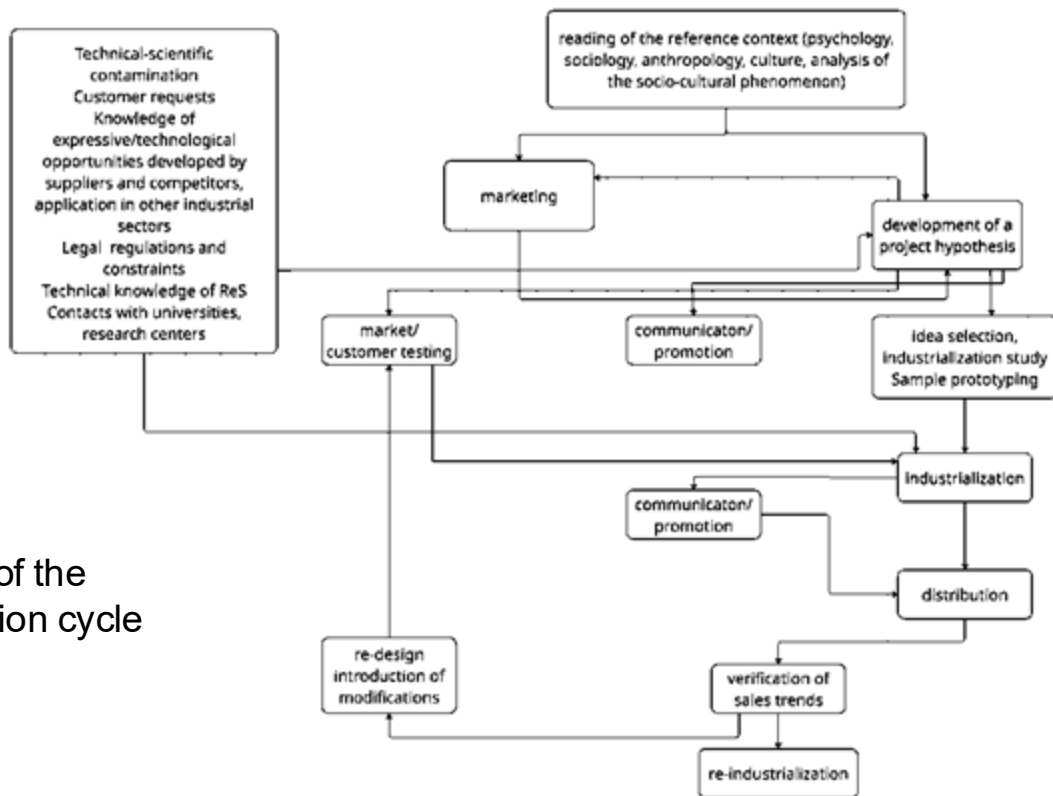 Technical-scientific
contamination
Customer requests
Knowledge of
expressive/technological
opportunities developed by
suppliers and competitors,
application in other industrial
sectors
Legal regulations and
constraints
Technical knowledge of ReS
Contacts with universities,
research centers
reading of the reference context (psychology,
sociology, anthropology, culture, analysis of
the socio-cultural phenomenon)
marketing
development of a
project hypothesis
market/
customer testing
communicaton/
promotion
idea selection,
industrialization study
Sample prototyping
industrialization
communicaton/
promotion
distribution
of the
ion cycle
re-design
introduction of
modifications
verification of
sales trends
re-industrialization